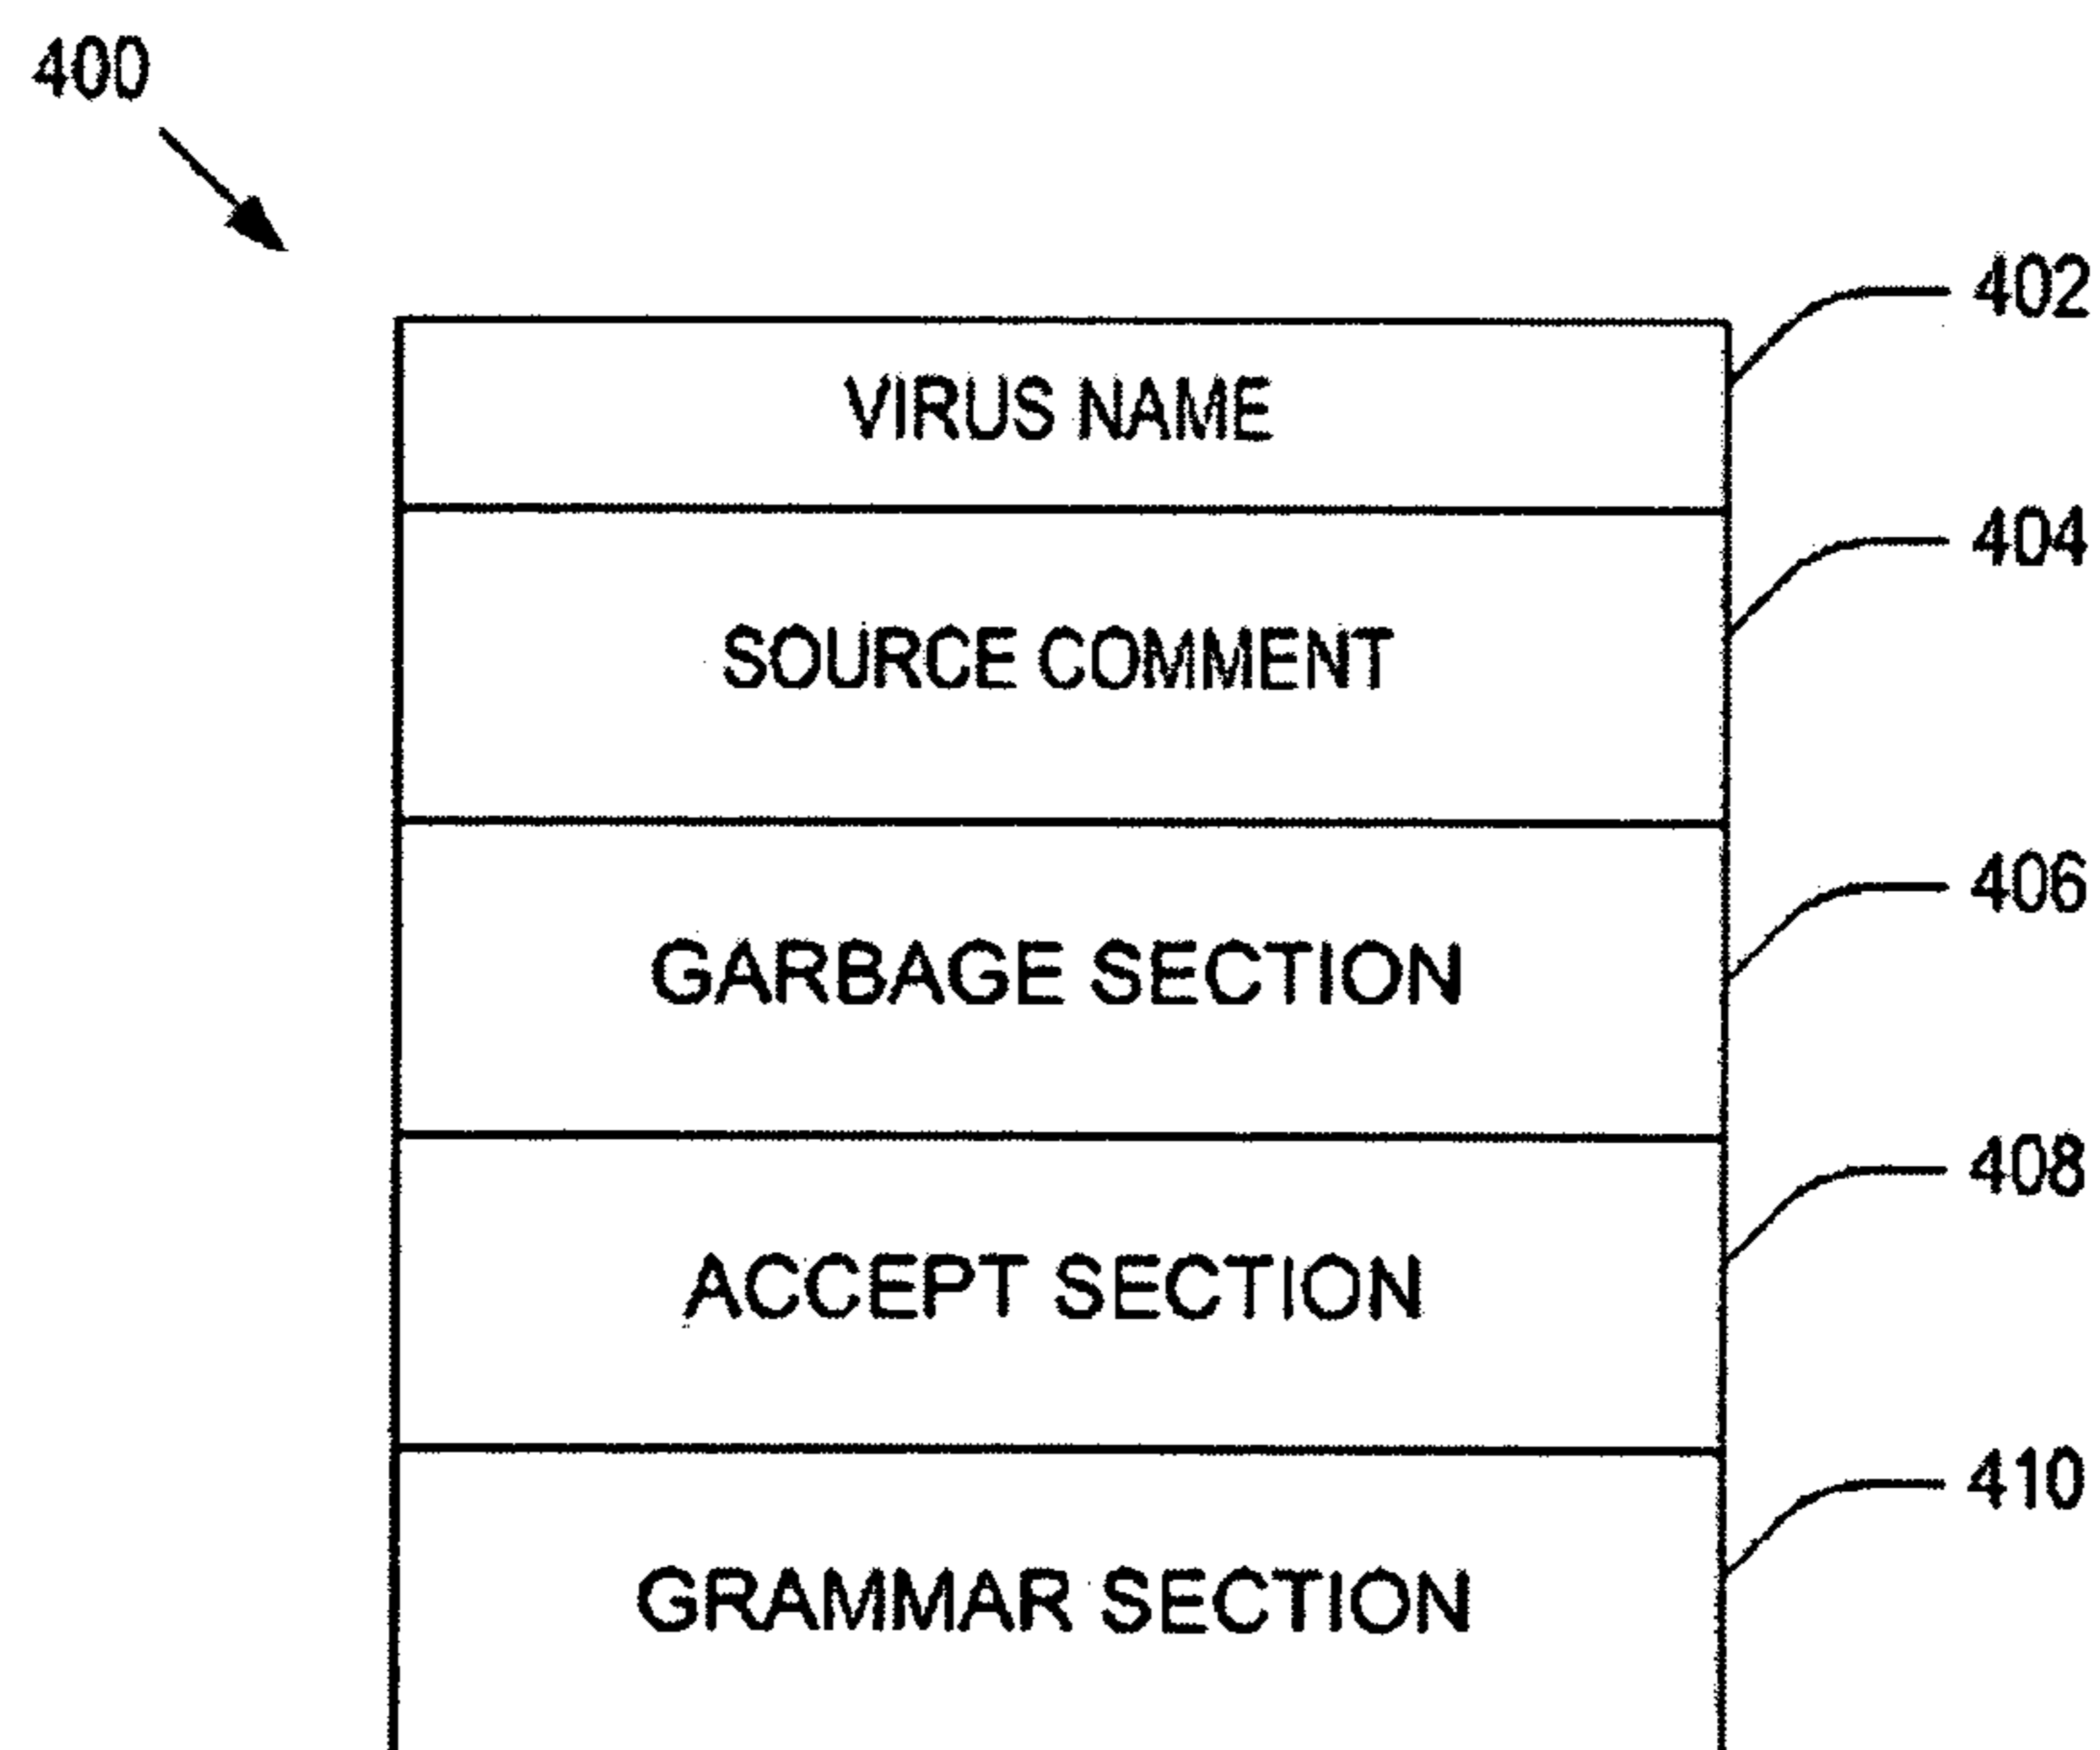 400
402
VIRUS NAME
404
SOURCE COMMENT
406
GARBAGE SECTION
408
ACCEPT SECTION
410
GRAMMAR SECTION